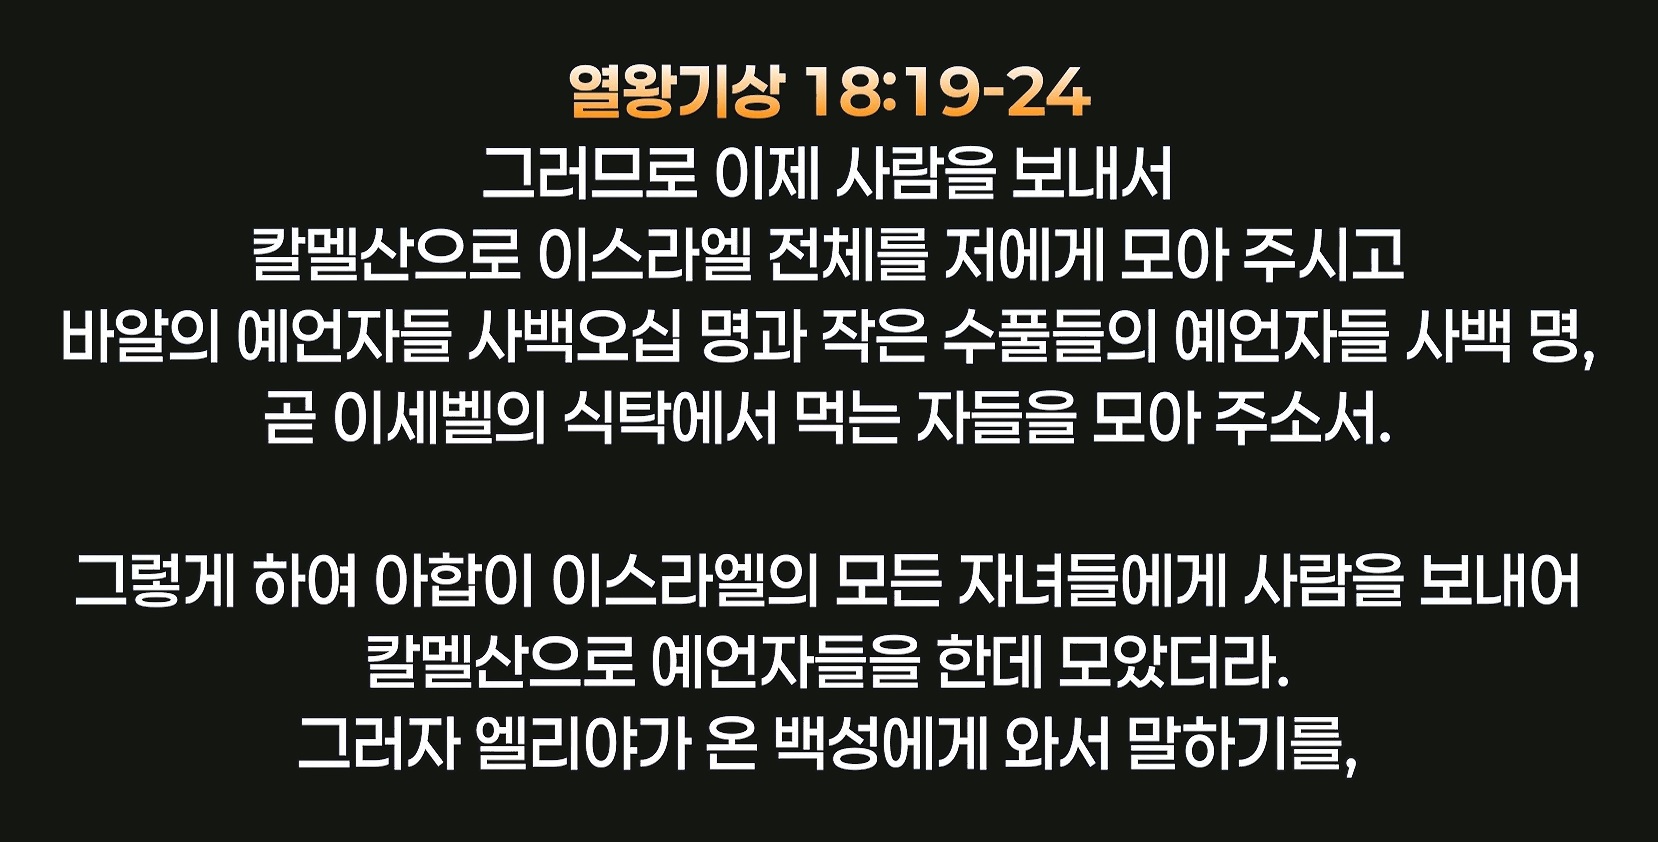 열왕기상 18:19-24
그러므로 이제 사람을 보내서
칼멜산으로 이스라엘 전체를 저에게 모아 주시고
바알의 예언자들 사백오십 명과 작은 수풀들의 예언자들 사백 명,
곧 이세벨의 식탁에서 먹는 자들을 모아 주소서.
그렇게 하여 아합이 이스라엘의 모든 자녀들에게 사람을 보내어
칼멜산으로 예언자들을 한데 모았더라.
그러자 엘리야가 온 백성에게 와서 말하기를,